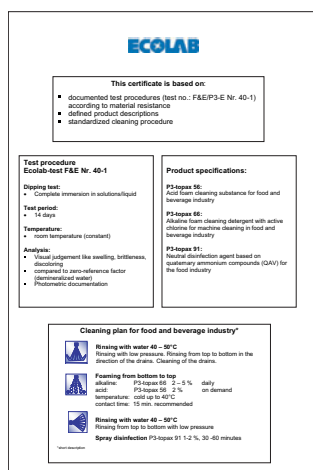 ECOLAB
This certificate is based on:
▪ documented test procedures (test no.: F&E/P3-E Nr. 40-1)
according to material resistance
▪ defined product descriptions
▪ standardized cleaning procedure
Test procedure
Ecolab-test F&E Nr. 40-1
Dipping test:
• Complete immersion in solutions/liquid
Test period:
• 14 days
Temperature:
• room temperature (constant)
Analysis:
• Visual judgement like swelling, brittleness,
discoloring
• compared to zero-reference factor
(demineralized water)
• Photometric documentation
Product specifications:
P3-topax 56:
Acid foam cleaning substance for food and
beverage industry
P3-topax 66:
Alkaline foam cleaning detergent with active
chlorine for machine cleaning in food and
beverage industry
P3-topax 91:
Neutral disinfection agent based on
quaternary ammonium compounds (QAV) for
the food industry
Cleaning plan for food and beverage industry*
Rinsing with water 40 – 50°C
Rinsing with low pressure. Rinsing from top to bottom in the
direction of the drains. Cleaning of the drains.
Foaming from bottom to top
alkaline: P3-topax 66 2 – 5 % daily
acid: P3-topax 56 2 % on demand
temperature: cold up to 40°C
contact time: 15 min. recommended
Rinsing with water 40 – 50°C
Rinsing from top to bottom with low pressure
Spray disinfection P3-topax 91 1-2 %, 30 -60 minutes
*short description